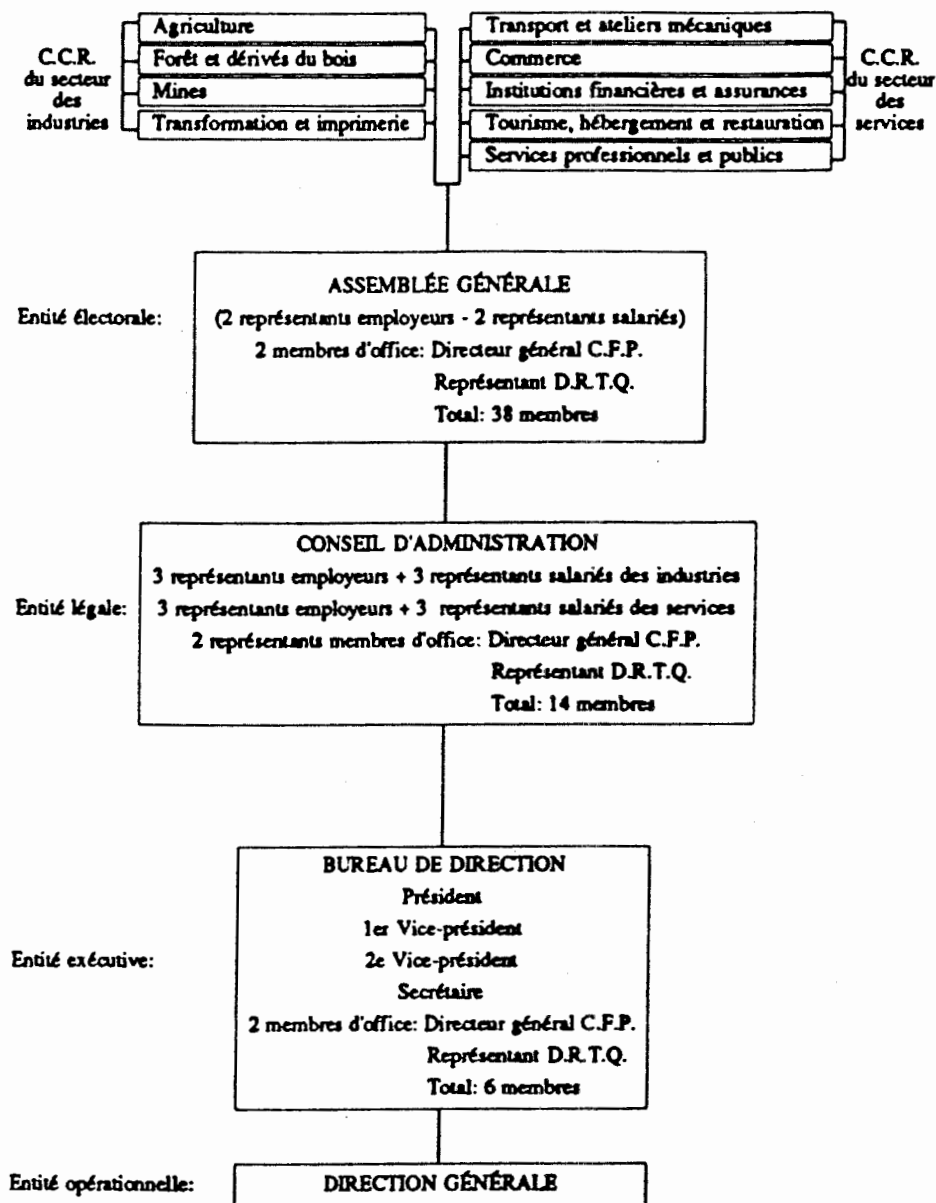 C.C.R.
du secteur
des
industries
Agriculture
Forêt et dérivés du bois
Mines
Transformation et imprimerie
Transport et ateliers mécaniques
Commerce
Institutions financières et assurances
Tourisme, hébergement et restauration
Services professionnels et publics
C.C.R.
du secteur
des
services
Entité électorale:
ASSEMBLÉE GÉNÉRALE
(2 représentants employeurs - 2 représentants salariés)
2 membres d'office: Directeur général C.F.P.
Représentant D.R.T.Q.
Total: 38 membres
Entité légale:
CONSEIL D'ADMINISTRATION
3 représentants employeurs + 3 représentants salariés des industries
3 représentants employeurs + 3 représentants salariés des services
2 représentants membres d'office: Directeur général C.F.P.
Représentant D.R.T.Q.
Total: 14 membres
Entité exécutive:
BUREAU DE DIRECTION
Président
1er Vice-président
2e Vice-président
Secrétaire
2 membres d'office: Directeur général C.F.P.
Représentant D.R.T.Q.
Total: 6 membres
Entité opérationnelle:
DIRECTION GÉNÉRALE